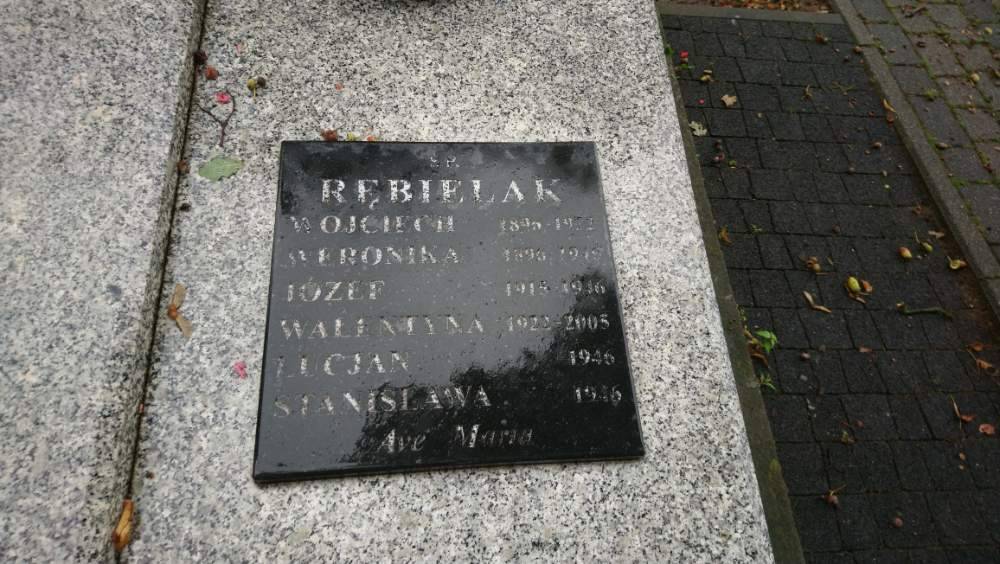 Ś.P.
RĘBIELAK
WOJCIECH
WERONIKA
JÓZEF
WALENTYNA 1922-2005
LUCJAN 1946
STANISŁAWA 1946
Ave Maria